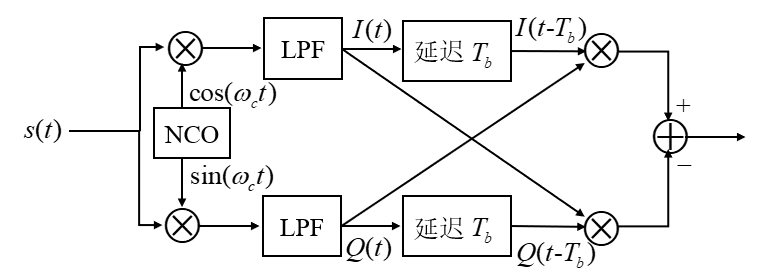 LPF
I(t)
延迟 T_b
I(t-T_b)
cos(ω_c t)
s(t)
NCO
+
−
sin(ω_c t)
LPF
Q(t)
延迟 T_b
Q(t-T_b)